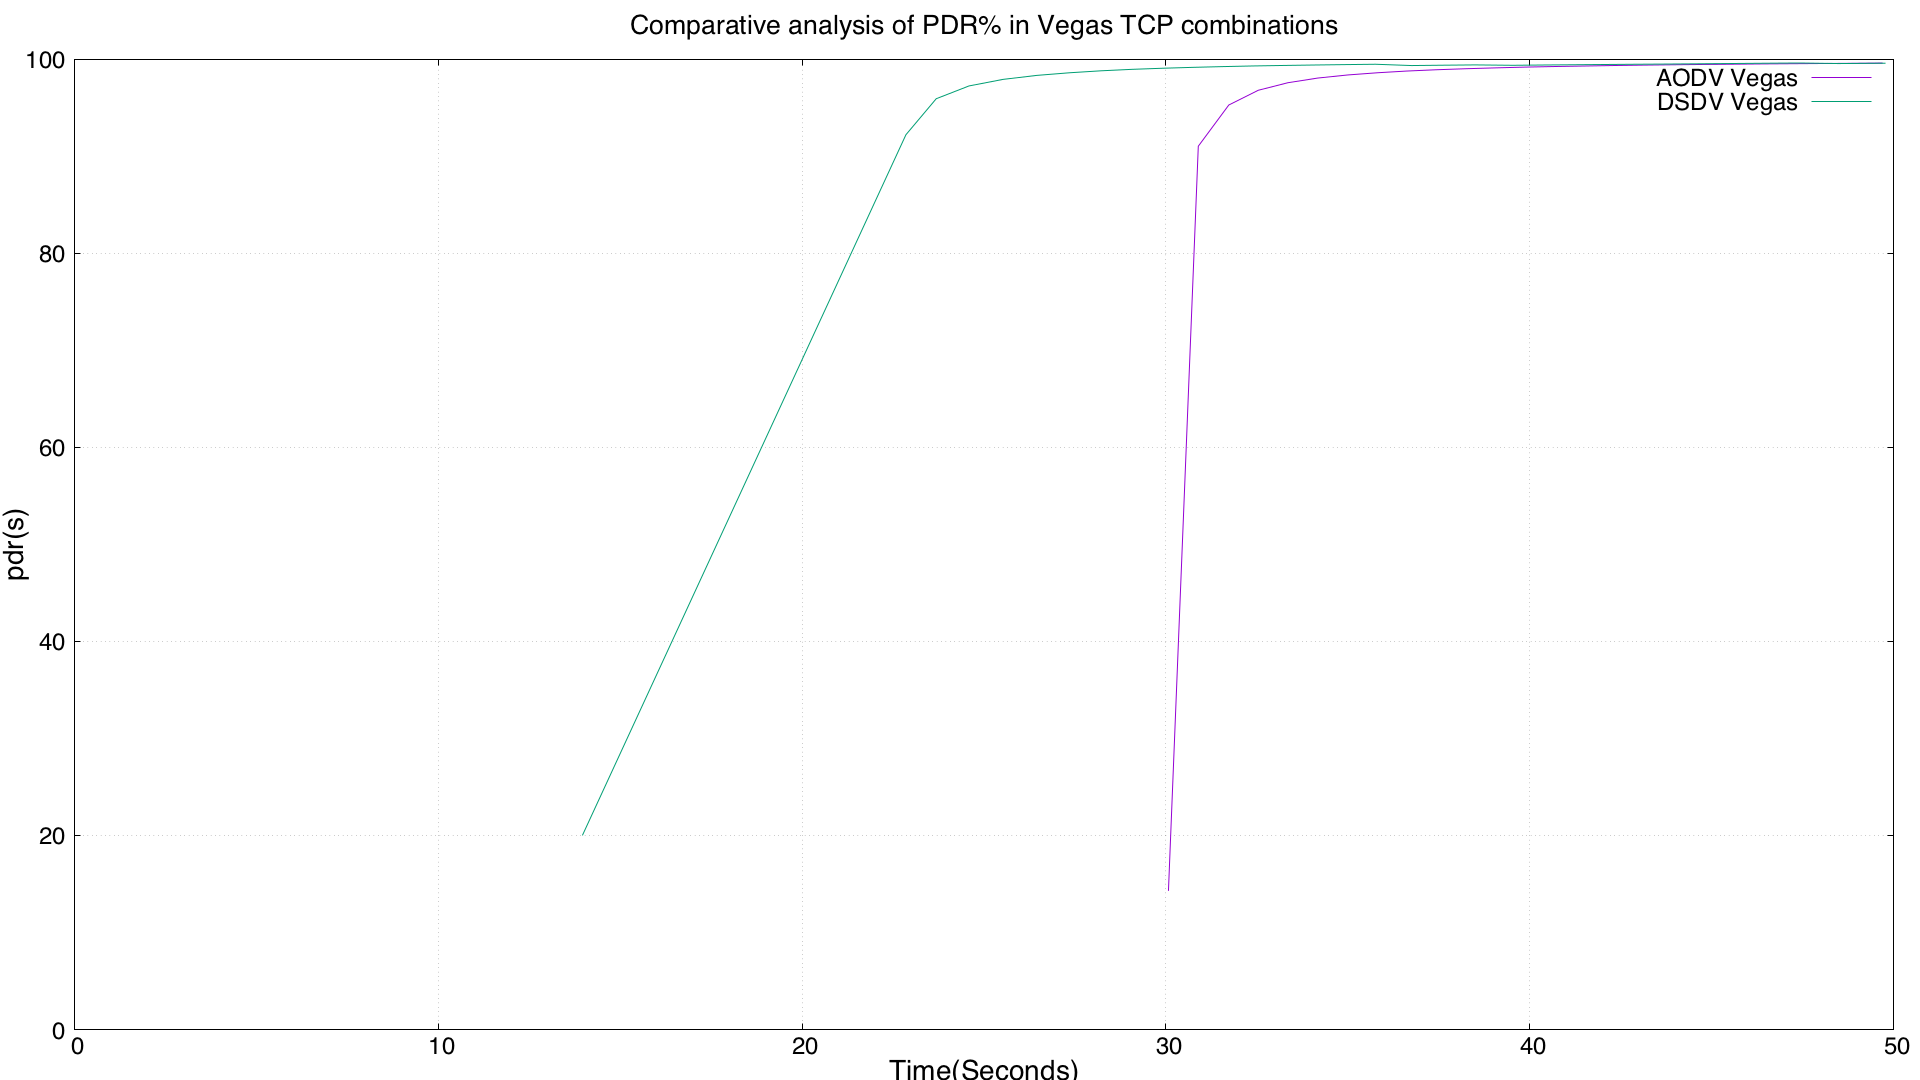 Comparative analysis of PDR% in Vegas TCP combinations
100
AODV Vegas
DSDV Vegas
80
60
pdr(s)
40
20
0
0 10 20 30 40 50
Time(Seconds)